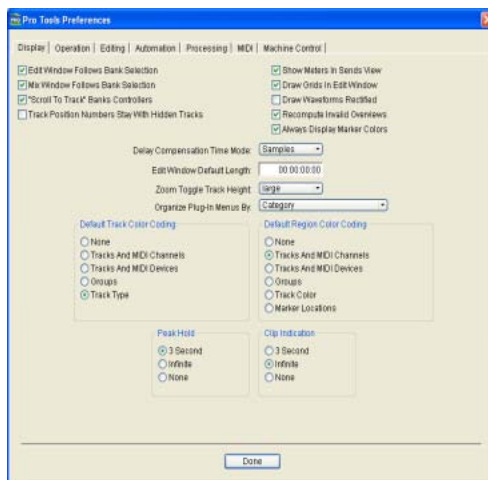 Pro Tools Preferences
Display Operation Editing Automation Processing MIDI Machine Control
Edit Window Follows Bank Selection
Mix Window Follows Bank Selection
"Scroll To Track" Banks Controllers
Track Position Numbers Stay With Hidden Tracks
Show Meters In Sends View
Draw Grids In Edit Window
Draw Waveforms Rectified
Recompute Invalid Overviews
Always Display Marker Colors
Delay Compensation Time Mode: Samples
Edit Window Default Length: 00:00:00:00
Zoom Toggle Track Height: large
Organize Plug-In Menus By: Category
Default Track Color Coding
None
Tracks And MIDI Channels
Tracks And MIDI Devices
Groups
Track Type
Default Region Color Coding
None
Tracks And MIDI Channels
Tracks And MIDI Devices
Groups
Track Color
Marker Locations
Peak Hold
3 Second
Infinite
None
Clip Indication
3 Second
Infinite
None
Done